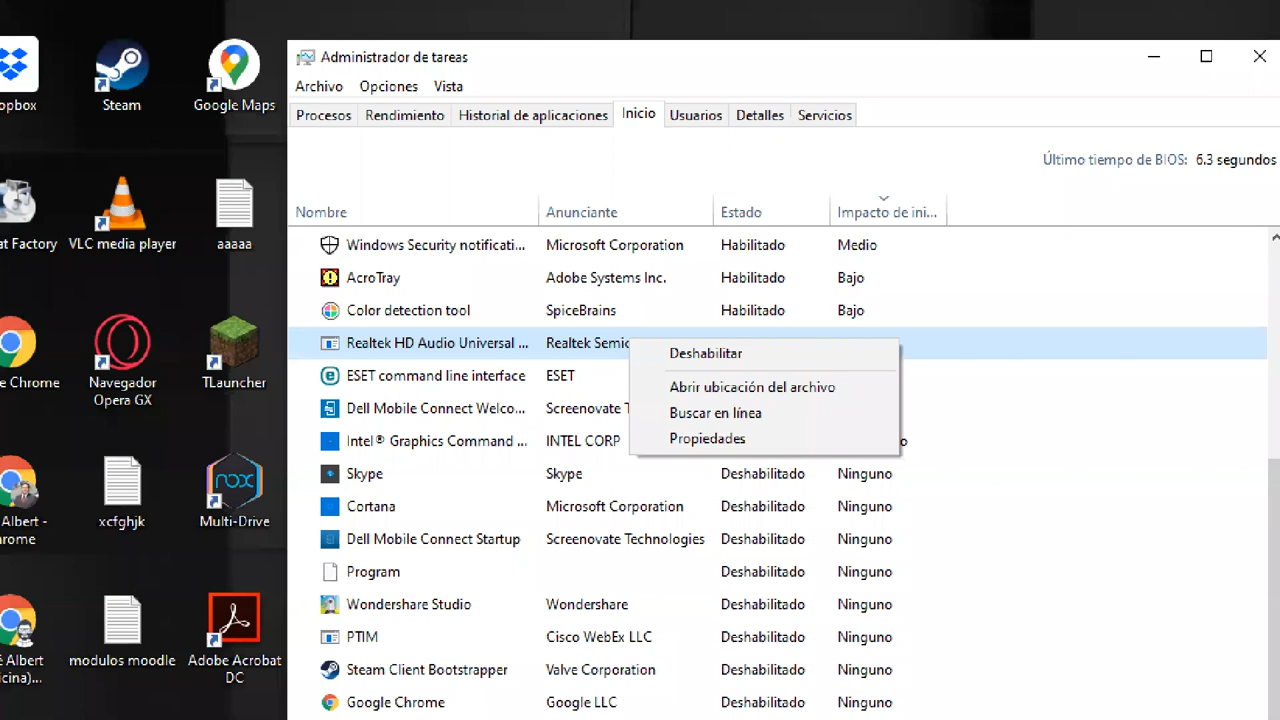 opbox
Steam
Google Maps
at Factory
VLC media player
aaaaa
e Chrome
Navegador
Opera GX
TLauncher
Albert -
rome
xcfghjk
nox
Multi-Drive
é Albert
icina)...
modulos moodle
Adobe Acrobat
DC
Administrador de tareas
Archivo Opciones Vista
Procesos Rendimiento Historial de aplicaciones Inicio Usuarios Detalles Servicios
Último tiempo de BIOS: 6.3 segundos
Nombre Anunciante Estado Impacto de ini...
Windows Security notificati... Microsoft Corporation Habilitado Medio
AcroTray Adobe Systems Inc. Habilitado Bajo
Color detection tool SpiceBrains Habilitado Bajo
Realtek HD Audio Universal ... Realtek Semic
ESET command line interface ESET
Dell Mobile Connect Welco... Screenovate T
Intel® Graphics Command ... INTEL CORP o
Deshabilitar
Abrir ubicación del archivo
Buscar en línea
Propiedades
Skype Skype Deshabilitado Ninguno
Cortana Microsoft Corporation Deshabilitado Ninguno
Dell Mobile Connect Startup Screenovate Technologies Deshabilitado Ninguno
Program Deshabilitado Ninguno
Wondershare Studio Wondershare Deshabilitado Ninguno
PTIM Cisco WebEx LLC Deshabilitado Ninguno
Steam Client Bootstrapper Valve Corporation Deshabilitado Ninguno
Google Chrome Google LLC Deshabilitado Ninguno